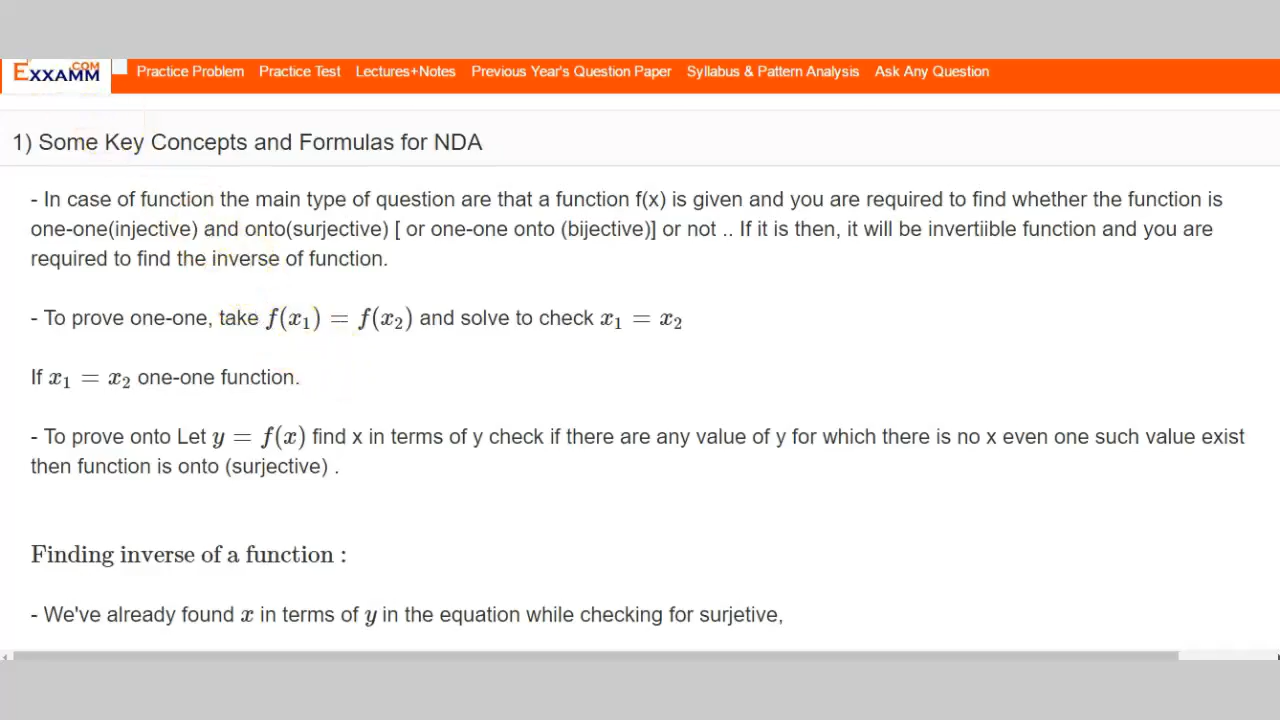 .COM
EXXAMM
Practice Problem Practice Test Lectures+Notes Previous Year's Question Paper Syllabus & Pattern Analysis Ask Any Question
1) Some Key Concepts and Formulas for NDA
- In case of function the main type of question are that a function f(x) is given and you are required to find whether the function is
one-one(injective) and onto(surjective) [ or one-one onto (bijective)] or not .. If it is then, it will be invertiible function and you are
required to find the inverse of function.
- To prove one-one, take f(x₁) = f(x₂) and solve to check x₁ = x₂
If x₁ = x₂ one-one function.
- To prove onto Let y = f(x) find x in terms of y check if there are any value of y for which there is no x even one such value exist
then function is onto (surjective) .
Finding inverse of a function :
- We've already found x in terms of y in the equation while checking for surjetive,